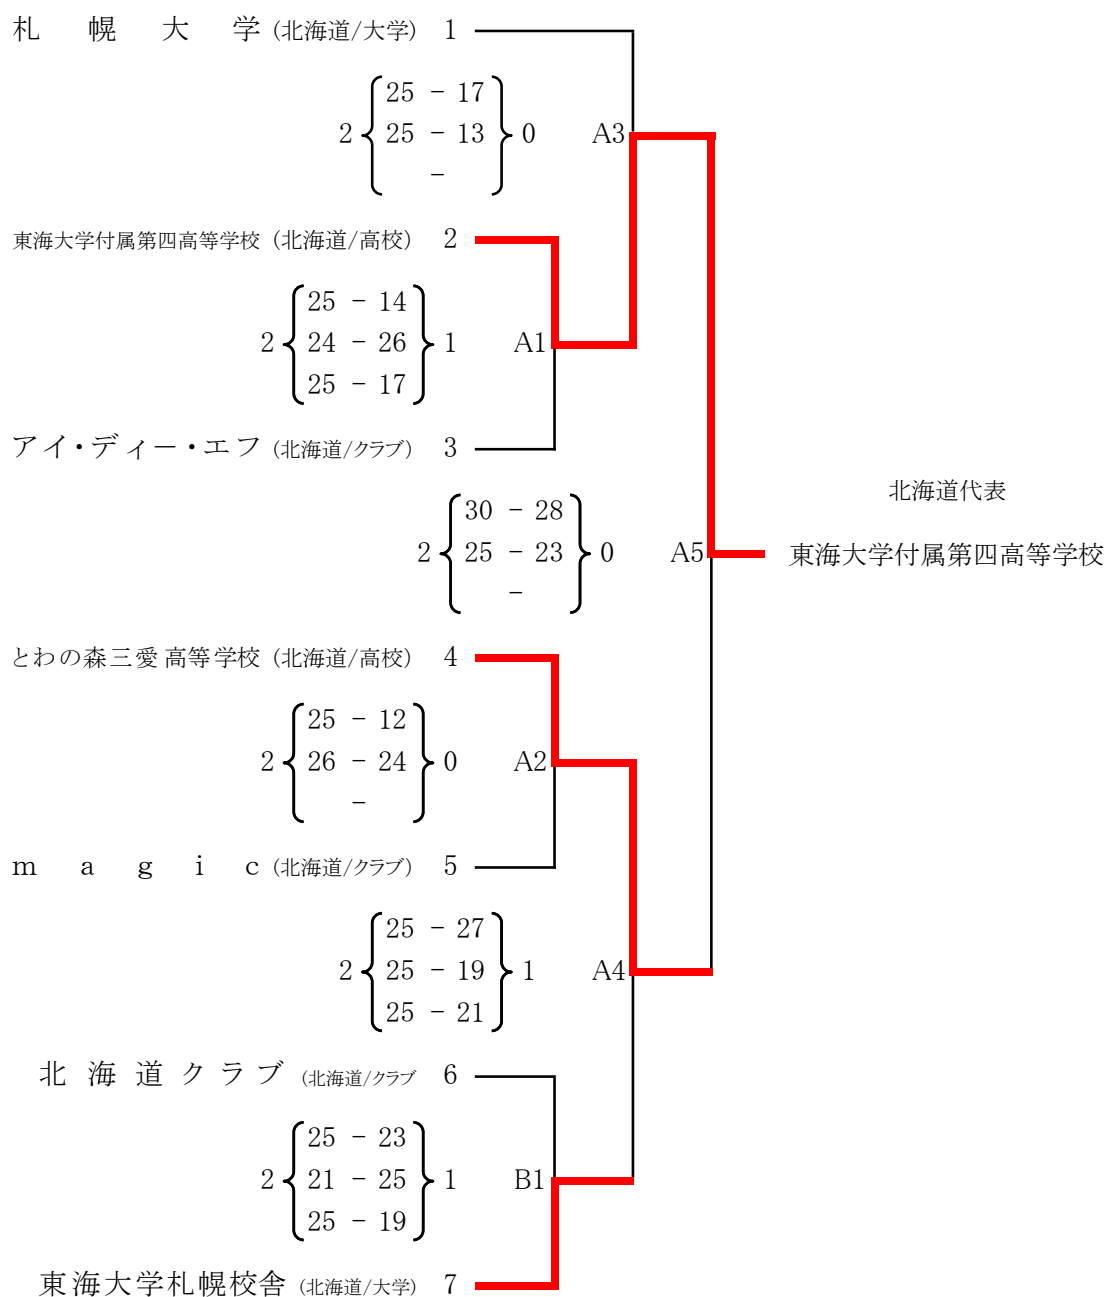 札幌大学 (北海道/大学) 1
25 - 17
2 25 - 13 0 A3
-
東海大学付属第四高等学校 (北海道/高校) 2
25 - 14
2 24 - 26 1 A1
25 - 17
アイ・ディー・エフ (北海道/クラブ) 3
北海道代表
30 - 28
2 25 - 23 0 A5 東海大学付属第四高等学校
-
とわの森三愛高等学校 (北海道/高校) 4
25 - 12
2 26 - 24 0 A2
-
magic (北海道/クラブ) 5
25 - 27
2 25 - 19 1 A4
25 - 21
北海道クラブ (北海道/クラブ 6
25 - 23
2 21 - 25 1 B1
25 - 19
東海大学札幌校舎 (北海道/大学) 7